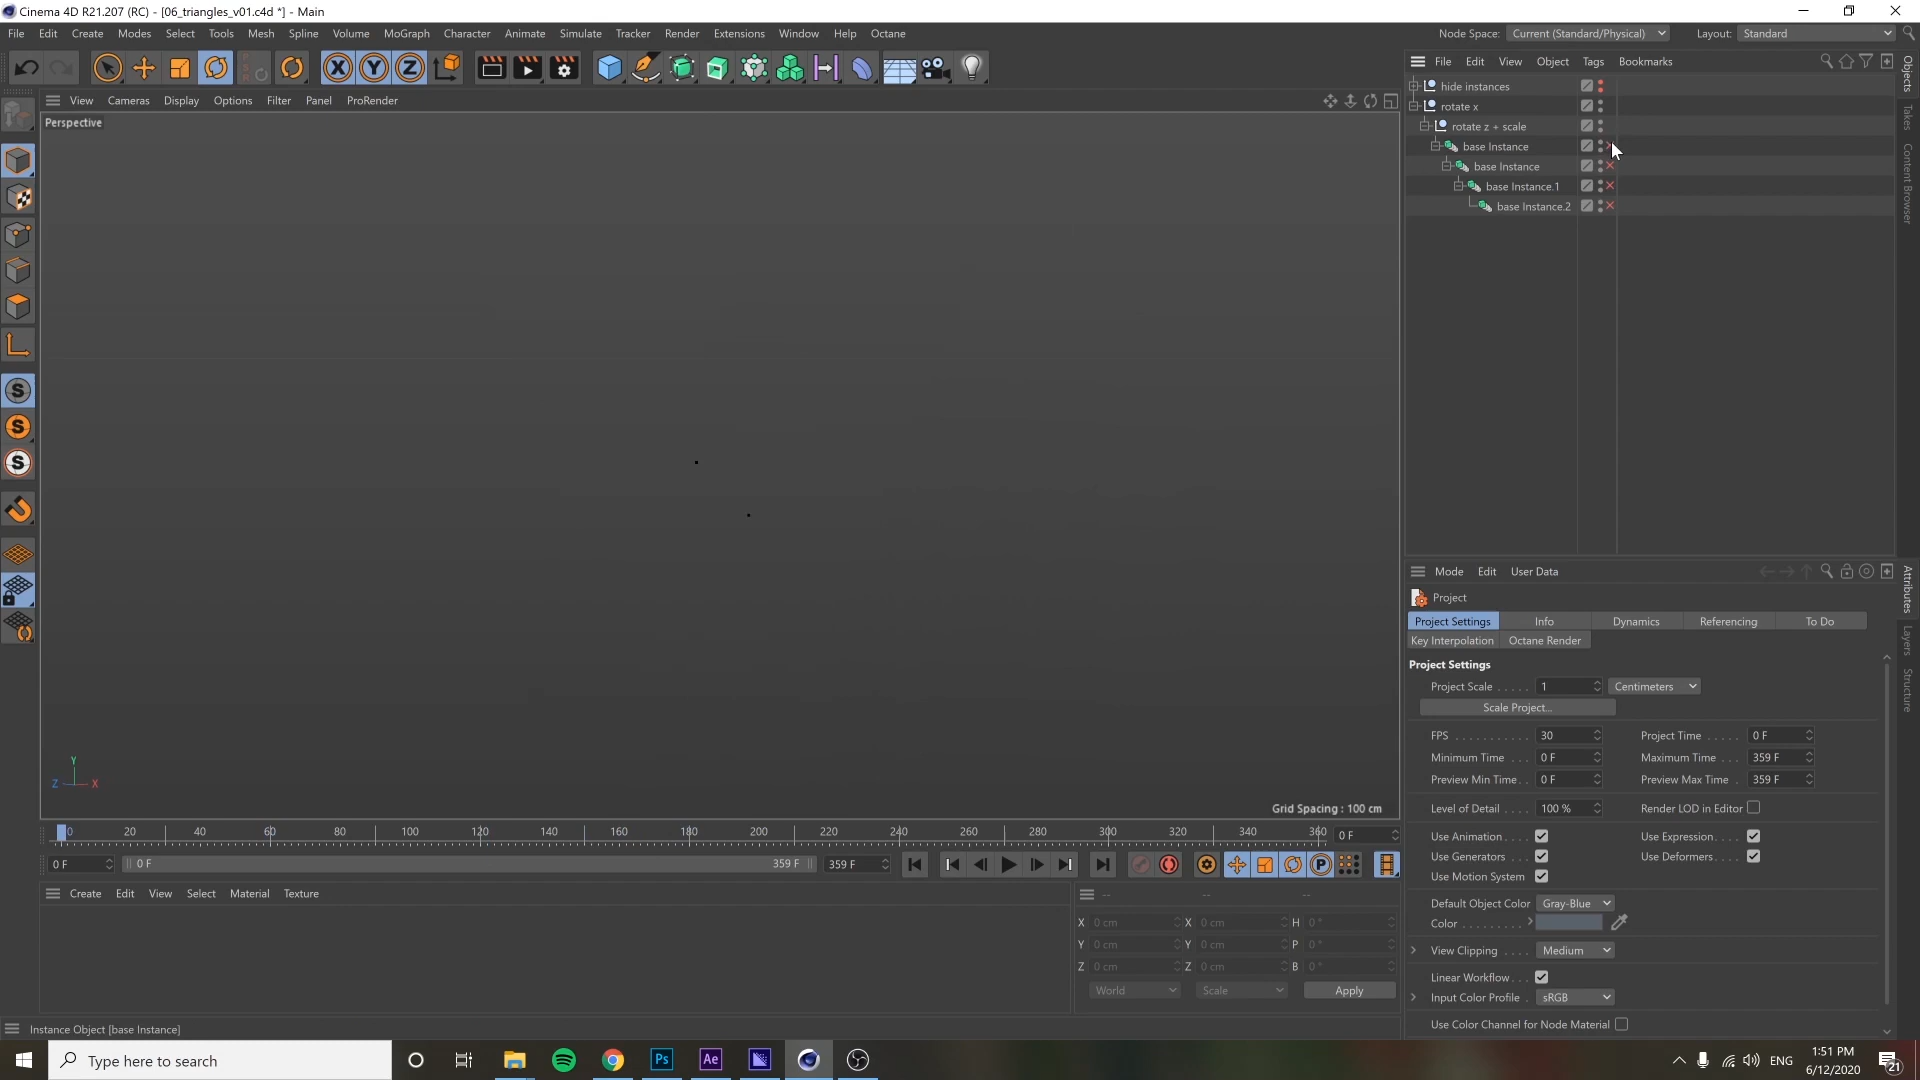 Cinema 4D R21.207 (RC) - [06_triangles_v01.c4d *] - Main
File Edit Create Modes Select Tools Mesh Spline Volume MoGraph Character Animate Simulate Tracker Render Extensions Window Help Octane Node Space: Current (Standard/Physical) Layout: Standard
File Edit View Object Tags Bookmarks
View Cameras Display Options Filter Panel ProRender
Perspective
hide instances
rotate x
rotate z + scale
base Instance
base Instance
base Instance.1
base Instance.2
Objects
Takes
Content Browser
Mode Edit User Data
Project
Project Settings Info Dynamics Referencing To Do
Key Interpolation Octane Render
Project Settings
Project Scale . . . . . 1 Centimeters
Scale Project...
FPS . . . . . . . . . . . 30 Project Time . . . . . 0 F
Minimum Time . . . 0 F Maximum Time . . . 359 F
Preview Min Time . . 0 F Preview Max Time . 359 F
Level of Detail . . . . 100 % Render LOD in Editor
Use Animation . . . . Use Expression . . . .
Use Generators . . . Use Deformers . . . .
Use Motion System
Default Object Color Gray-Blue
Color . . . . . . . . .
View Clipping . . . . Medium
Linear Workflow . . .
Input Color Profile . sRGB
Use Color Channel for Node Material
Attributes
Layers
Structure
Y
Z X
Grid Spacing : 100 cm
0 20 40 60 80 100 120 140 160 180 200 220 240 260 280 300 320 340 360 0 F
0 F 0 F 359 F 359 F
Create Edit View Select Material Texture
-- -- --
X 0 cm X 0 cm H 0 °
Y 0 cm Y 0 cm P 0 °
Z 0 cm Z 0 cm B 0 °
World Scale Apply
Instance Object [base Instance]
Type here to search
Ps
Ae
ENG
1:51 PM
6/12/2020
21